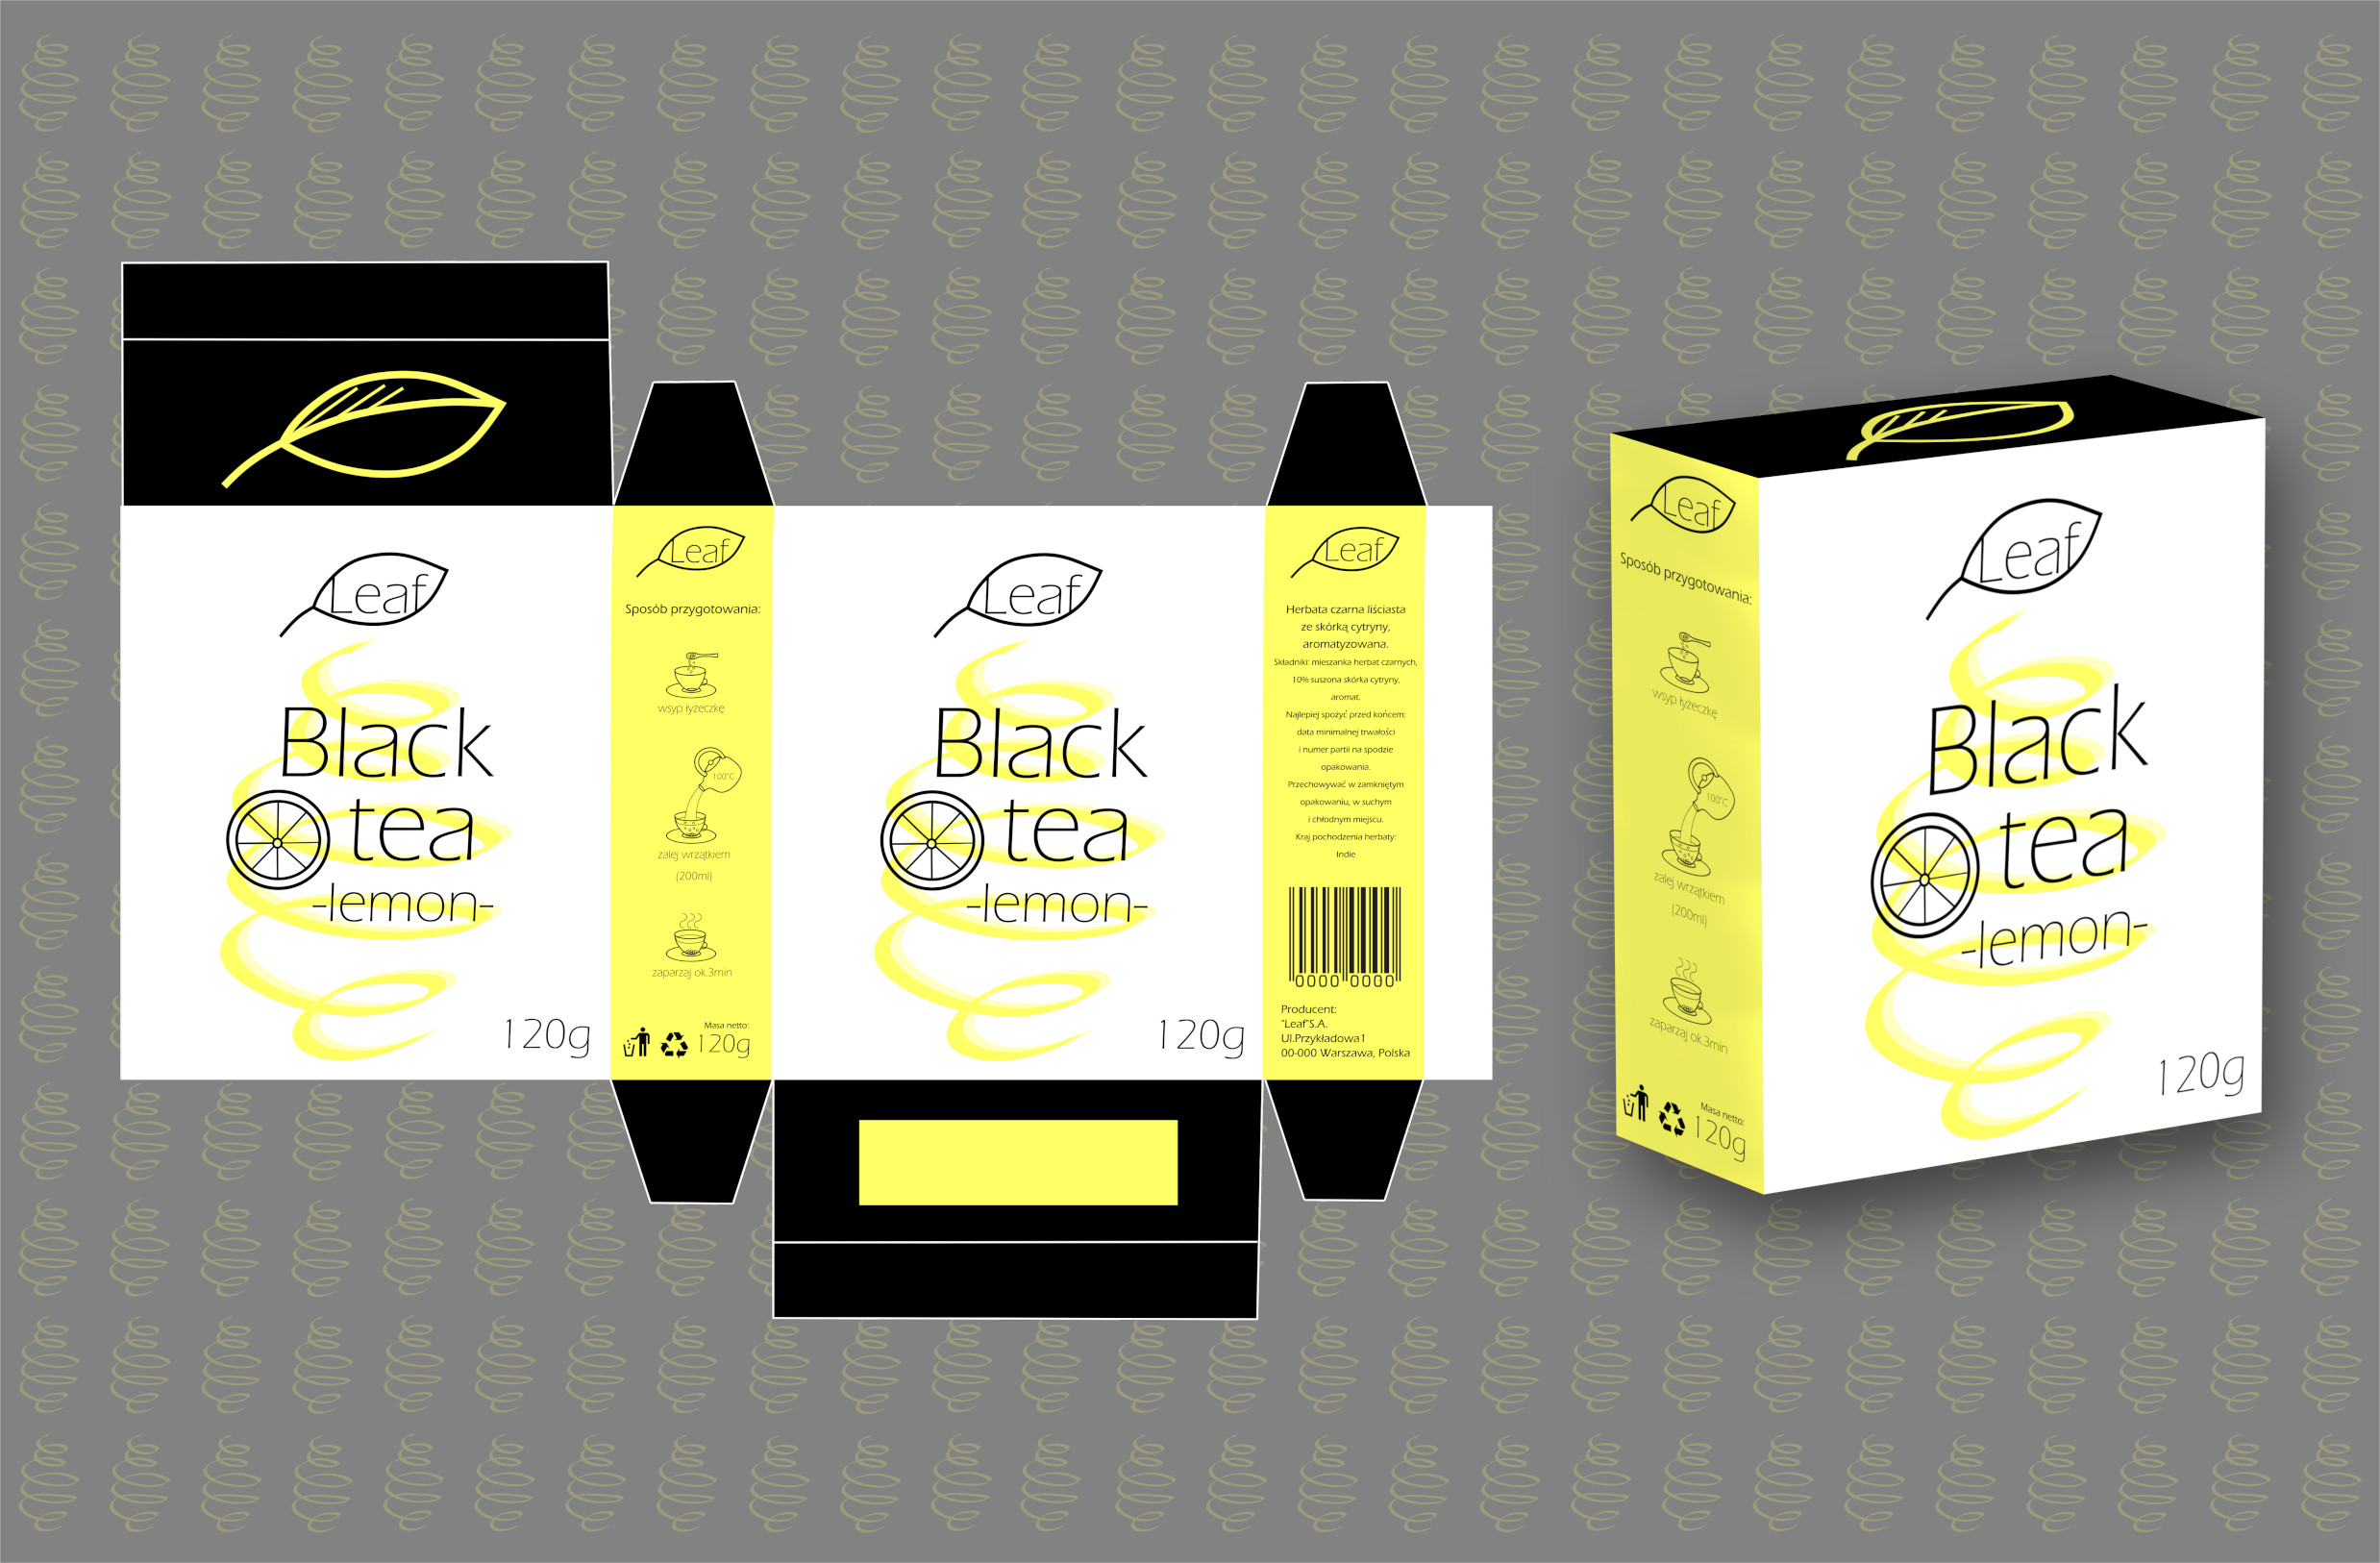 Leaf
Black
tea
-lemon-
120g
Leaf
Sposób przygotowania:
wsyp łyżeczkę
100°C
zalej wrzątkiem
(200ml)
zaparzaj ok.3min
Masa netto:
120g
Leaf
Black
tea
-lemon-
120g
Leaf
Herbata czarna liściasta
ze skórką cytryny,
aromatyzowana.
Składniki: mieszanka herbat czarnych,
10% suszona skórka cytryny,
aromat.
Najlepiej spożyć przed końcem:
data minimalnej trwałości
i numer partii na spodzie
opakowania.
Przechowywać w zamkniętym
opakowaniu, w suchym
i chłodnym miejscu.
Kraj pochodzenia herbaty:
Indie
0000 0000
Producent:
"Leaf"S.A.
Ul.Przykładowa1
00-000 Warszawa, Polska
Leaf
Sposób przygotowania:
wsyp łyżeczkę
100°C
zalej wrzątkiem
(200ml)
zaparzaj ok.3min
Masa netto:
120g
Leaf
Black
tea
-lemon-
120g